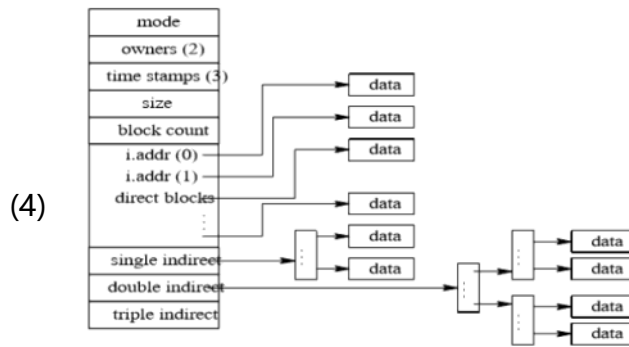 mode
owners (2)
time stamps (3)
size
block count
i.addr (0)
i.addr (1)
direct blocks
single indirect
double indirect
triple indirect
(4)
data
data
data
data
data
data
data
data
data
data